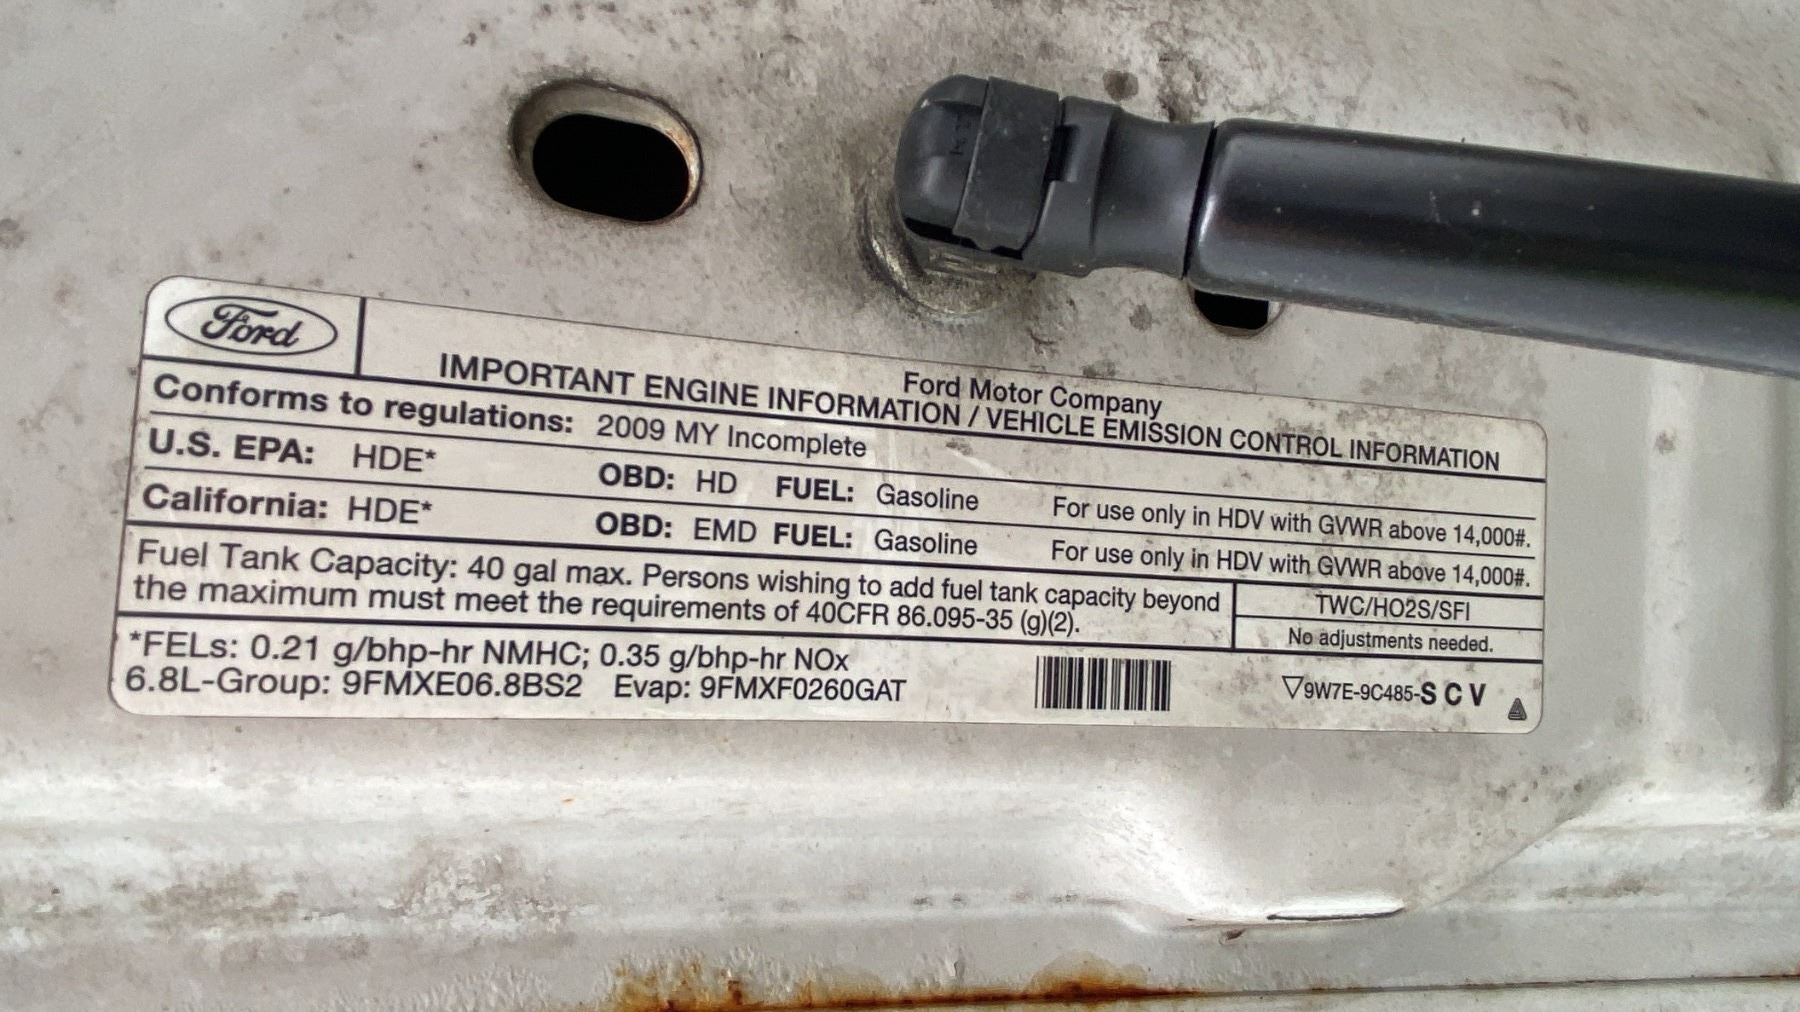 Ford
Ford Motor Company
IMPORTANT ENGINE INFORMATION / VEHICLE EMISSION CONTROL INFORMATION
Conforms to regulations: 2009 MY Incomplete
U.S. EPA: HDE* OBD: HD FUEL: Gasoline For use only in HDV with GVWR above 14,000#.
California: HDE* OBD: EMD FUEL: Gasoline For use only in HDV with GVWR above 14,000#.
Fuel Tank Capacity: 40 gal max. Persons wishing to add fuel tank capacity beyond
the maximum must meet the requirements of 40CFR 86.095-35 (g)(2).
TWC/HO2S/SFI
No adjustments needed.
*FELs: 0.21 g/bhp-hr NMHC; 0.35 g/bhp-hr NOx
6.8L-Group: 9FMXE06.8BS2 Evap: 9FMXF0260GAT
▽9W7E-9C485-S C V